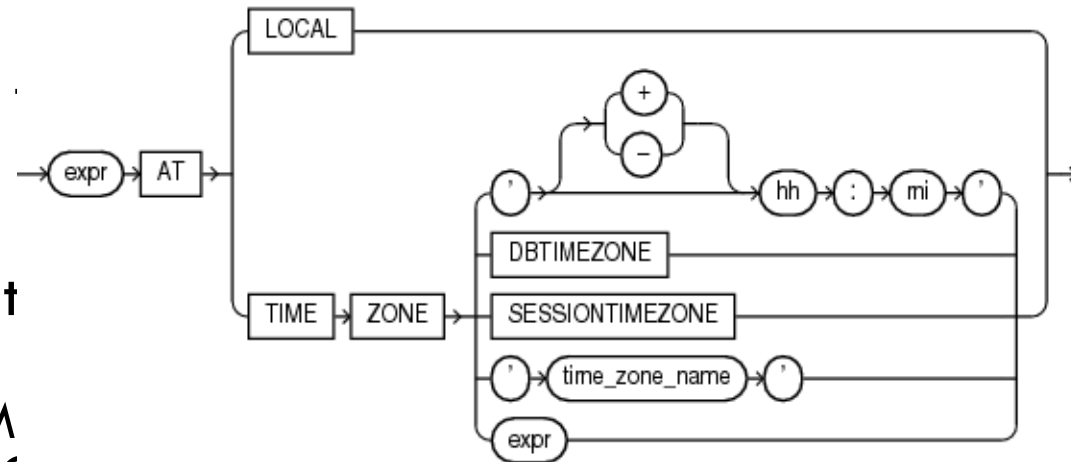 LOCAL
+
expr AT -
' hh : mi '
DBTIMEZONE
t
TIME ZONE SESSIONTIMEZONE
' time_zone_name '
expr